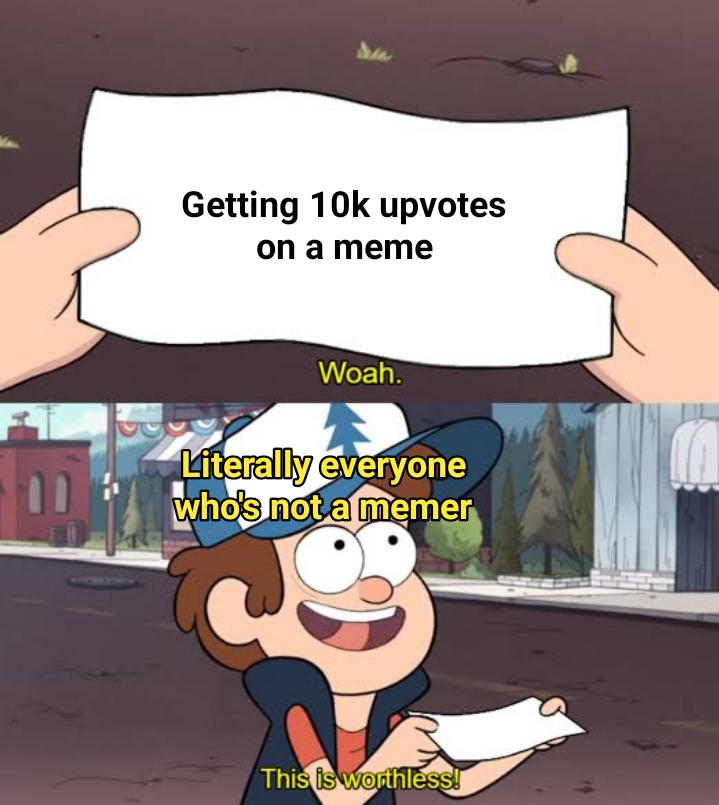 Getting 10k upvotes
on a meme
Woah.
Literally everyone
who's not a memer
This is worthless!